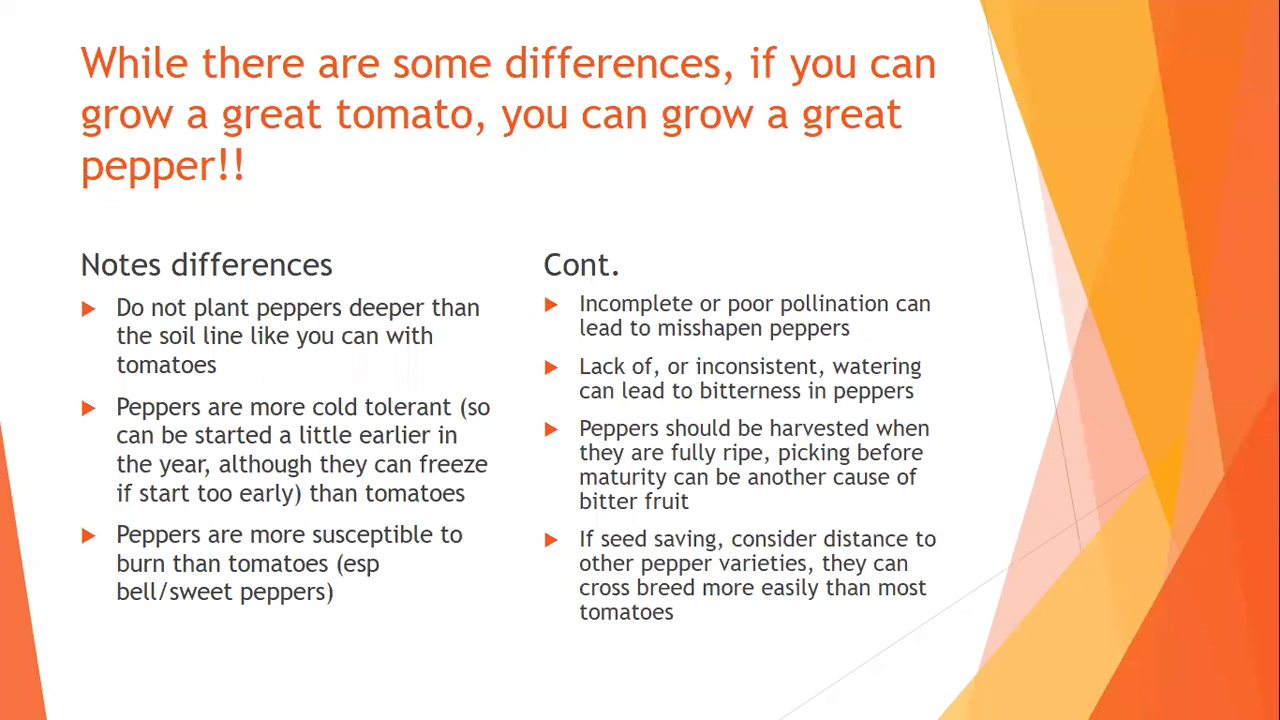 While there are some differences, if you can
grow a great tomato, you can grow a great
pepper!!
Notes differences
Do not plant peppers deeper than
the soil line like you can with
tomatoes
Peppers are more cold tolerant (so
can be started a little earlier in
the year, although they can freeze
if start too early) than tomatoes
Peppers are more susceptible to
burn than tomatoes (esp
bell/sweet peppers)
Cont.
Incomplete or poor pollination can
lead to misshapen peppers
Lack of, or inconsistent, watering
can lead to bitterness in peppers
Peppers should be harvested when
they are fully ripe, picking before
maturity can be another cause of
bitter fruit
If seed saving, consider distance to
other pepper varieties, they can
cross breed more easily than most
tomatoes